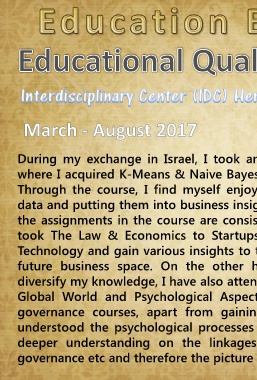 Education E
Educational Qual
Interdisciplinary Center (IDC) Her
March - August 2017
During my exchange in Israel, I took an
where I acquired K-Means & Naive Bayes
Through the course, I find myself enjoy
data and putting them into business insig
the assignments in the course are consis
took The Law & Economics to Startups
Technology and gain various insights to t
future business space. On the other h
diversify my knowledge, I have also atten
Global World and Psychological Aspect
governance courses, apart from gainin
understood the psychological processes
deeper understanding on the linkages
governance etc and therefore the picture